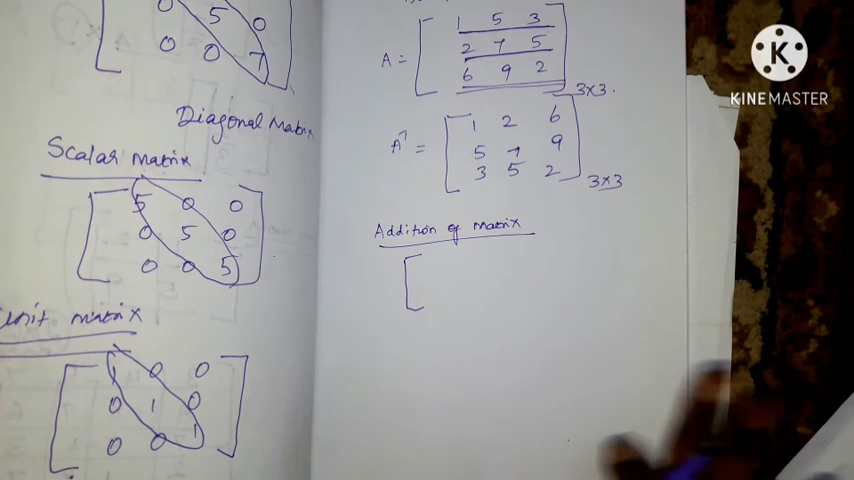 0 5 0
0 0 7
Diagonal Matrix
Scalar Matrix
5 0 0
0 5 0
0 0 5
Unit matrix
1 0 0
0 1 0
0 0 1
A = [ 1 5 3
2 7 5
6 9 2 ] 3×3.
Aᵀ = [ 1 2 6
5 7 9
3 5 2 ] 3×3
Addition of Matrix
[
K
KINEMASTER